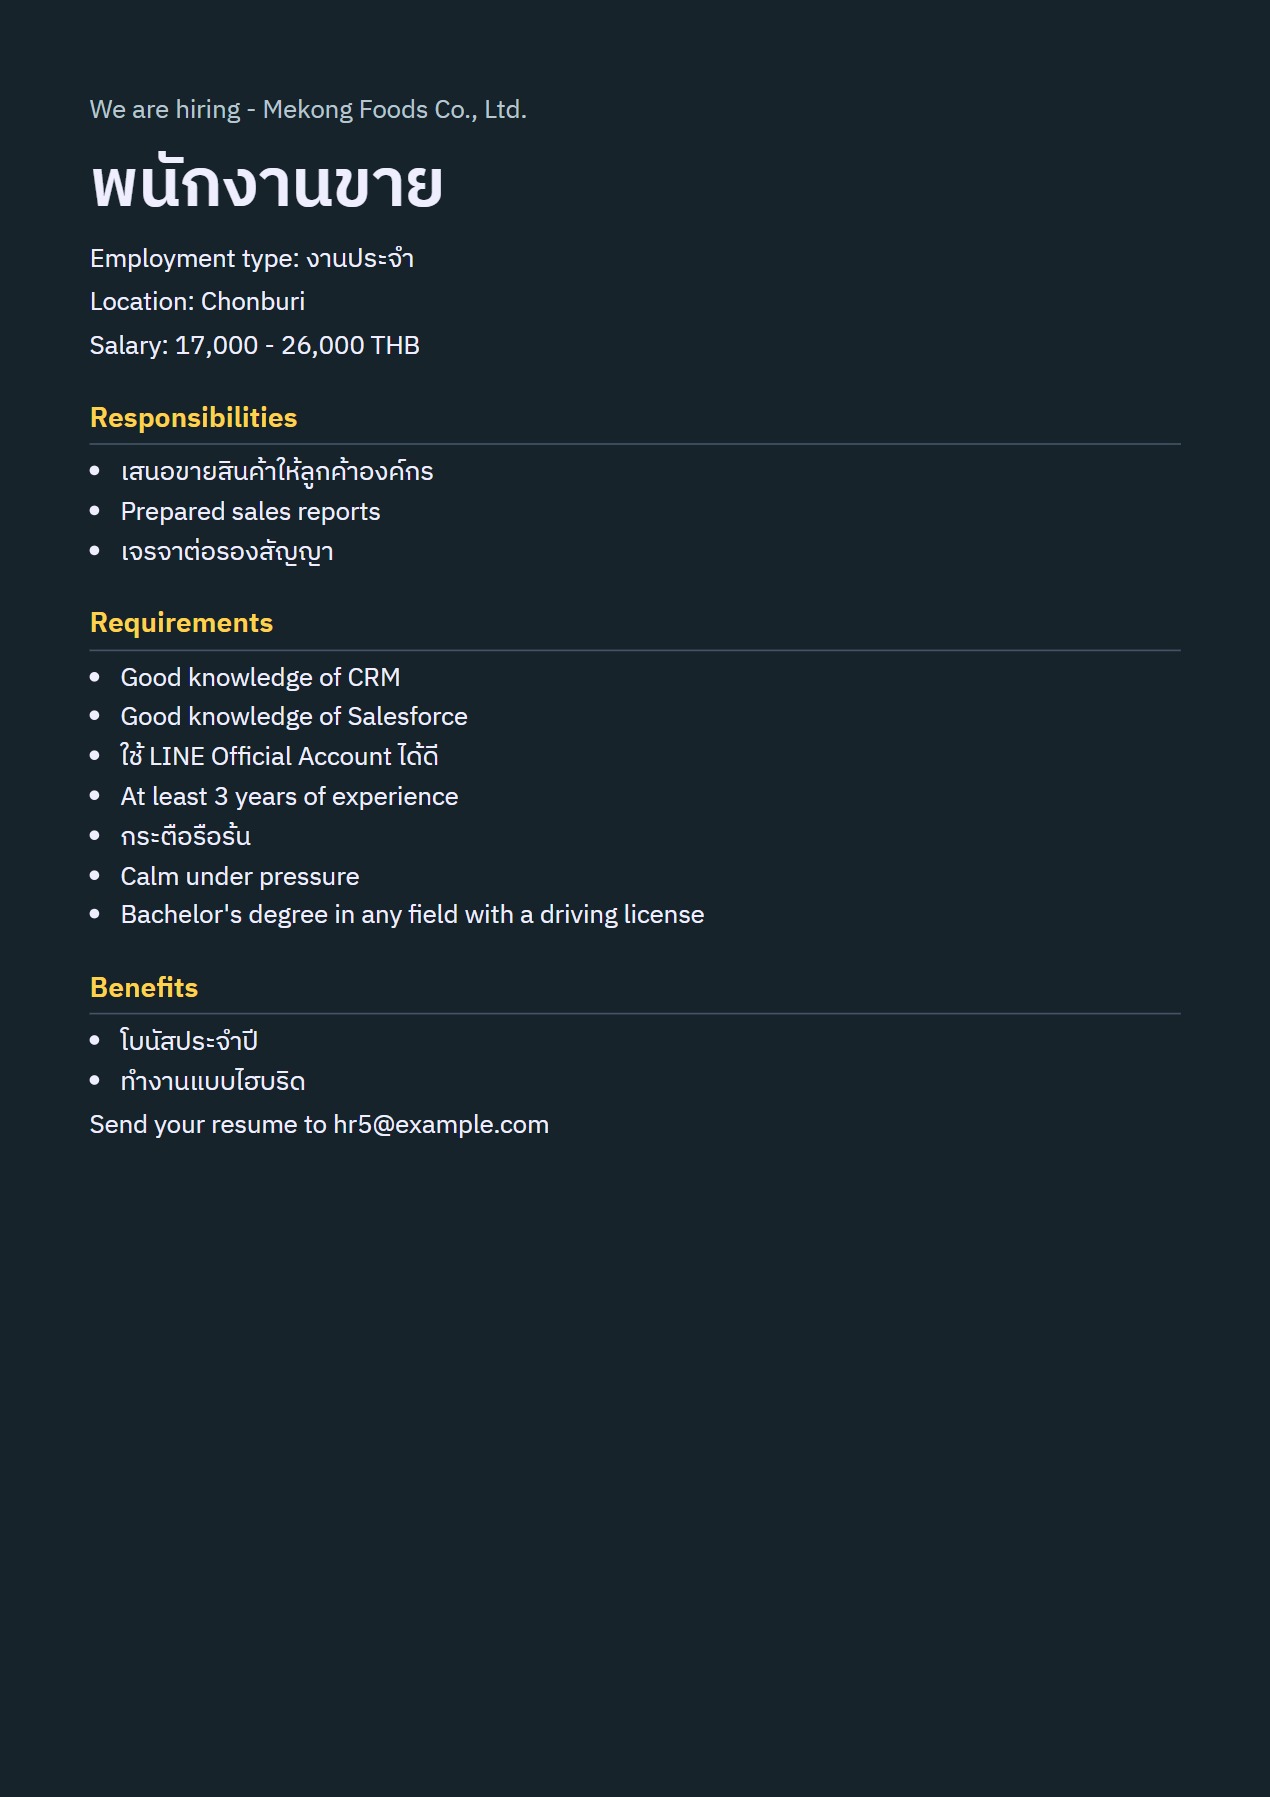 We are hiring - Mekong Foods Co., Ltd.
พนักงานขาย
Employment type: งานประจำ
Location: Chonburi
Salary: 17,000 - 26,000 THB
Responsibilities
• เสนอขายสินค้าให้ลูกค้าองค์กร
• Prepared sales reports
• เจรจาต่อรองสัญญา
Requirements
• Good knowledge of CRM
• Good knowledge of Salesforce
• ใช้ LINE Official Account ได้ดี
• At least 3 years of experience
• กระตือรือร้น
• Calm under pressure
• Bachelor's degree in any field with a driving license
Benefits
• โบนัสประจำปี
• ทำงานแบบไฮบริด
Send your resume to hr5@example.com